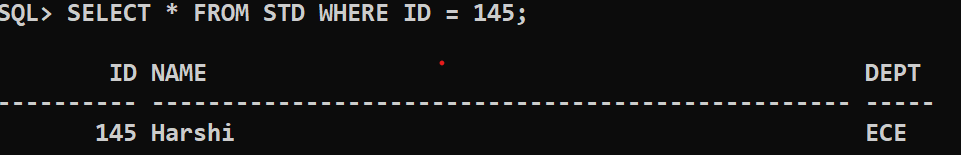 SQL> SELECT * FROM STD WHERE ID = 145;
ID NAME DEPT
---------- -------------------------------------------------- -----
145 Harshi ECE